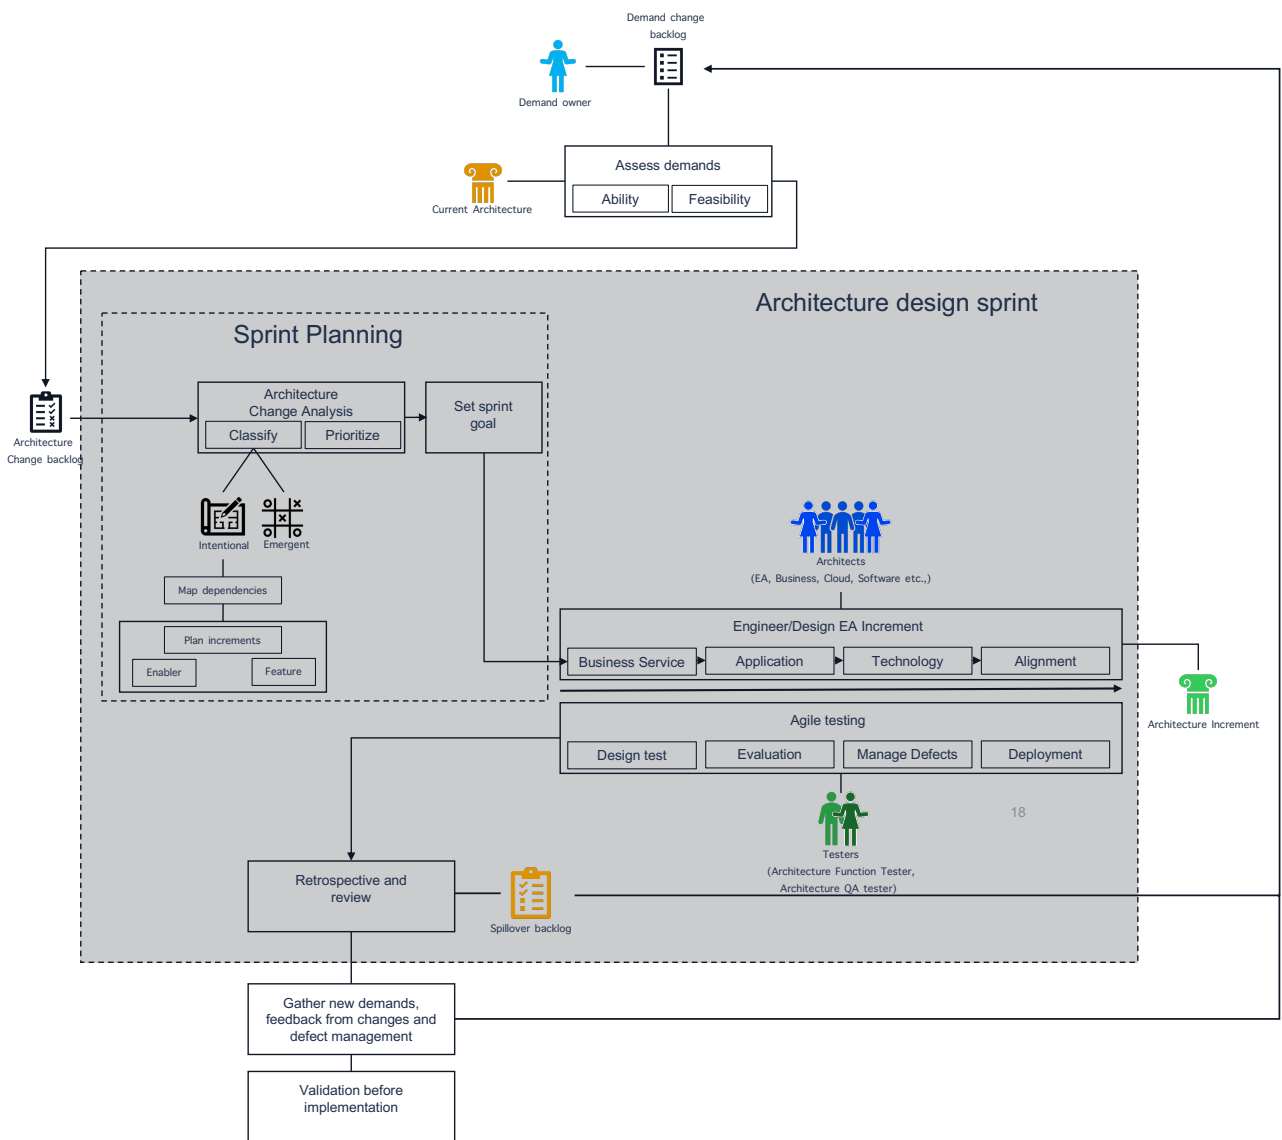 Demand change
backlog
Demand owner
Assess demands
Ability
Feasibility
Current Architecture
Architecture design sprint
Sprint Planning
Architecture
Change Analysis
Classify
Prioritize
Set sprint
goal
Architecture
Change backlog
Intentional
Emergent
Map dependencies
Plan increments
Enabler
Feature
Architects
(EA, Business, Cloud, Software etc.,)
Engineer/Design EA Increment
Business Service
Application
Technology
Alignment
Architecture Increment
Agile testing
Design test
Evaluation
Manage Defects
Deployment
18
Testers
(Architecture Function Tester,
Architecture QA tester)
Retrospective and
review
Spillover backlog
Gather new demands,
feedback from changes and
defect management
Validation before
implementation